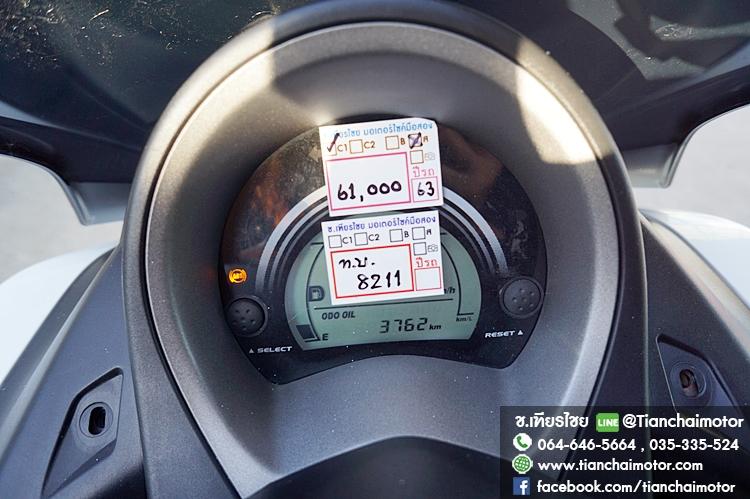 ช.เทียรไชย มอเตอร์ไซค์มือสอง
C1 C2 B A
61,000 ปีรถ 63
ช.เทียรไชย มอเตอร์ไซค์มือสอง
C1 C2 B A
ท.บ. ปีรถ
8211
ODO OIL
km/L
3762 km
E
SELECT
RESET
ช.เทียรไชย LINE @Tianchaimotor
064-646-5664 , 035-335-524
www.tianchaimotor.com
facebook.com/tianchaimotor